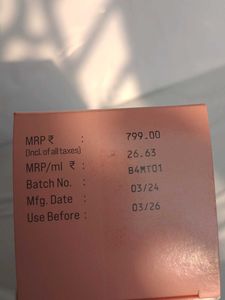 MRP ₹ : 799.00
(Incl. of all taxes)
MRP/ml ₹ : 26.63
Batch No. : B4MT01
Mfg. Date : 03/24
Use Before : 03/26